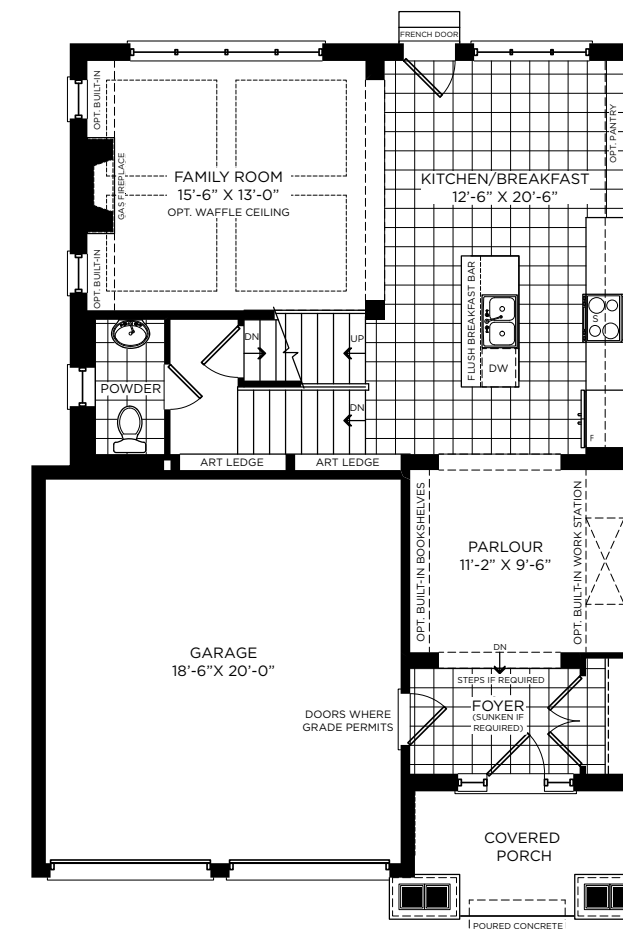 FRENCH DOOR
OPT. BUILT-IN
GAS FIREPLACE
OPT. BUILT-IN
FAMILY ROOM
15'-6" X 13'-0"
OPT. WAFFLE CEILING
KITCHEN/BREAKFAST
12'-6" X 20'-6"
OPT. PANTRY
FLUSH BREAKFAST BAR
DW
S
F
DN
UP
DN
POWDER
ART LEDGE
ART LEDGE
OPT. BUILT-IN BOOKSHELVES
PARLOUR
11'-2" X 9'-6"
OPT. BUILT-IN WORK STATION
GARAGE
18'-6"X 20'-0"
DN
STEPS IF REQUIRED
FOYER
(SUNKEN IF
REQUIRED)
DOORS WHERE
GRADE PERMITS
COVERED
PORCH
POURED CONCRETE